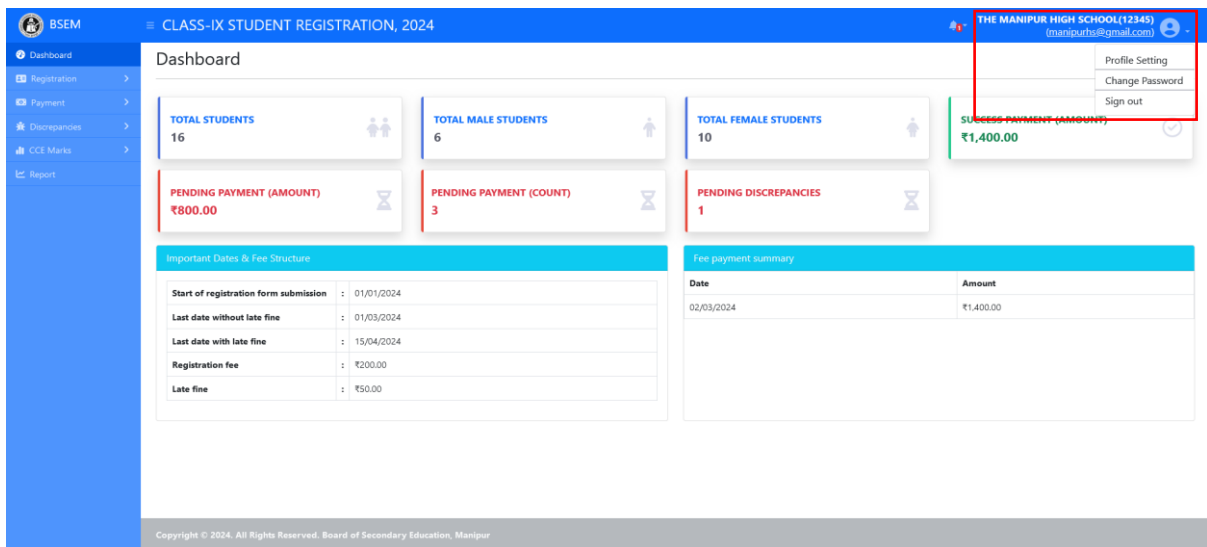 BSEM
CLASS-IX STUDENT REGISTRATION, 2024
1
THE MANIPUR HIGH SCHOOL(12345)
(manipurhs@gmail.com)
Profile Setting
Change Password
Sign out
Dashboard
Registration
Payment
Discrepancies
CCE Marks
Report
Dashboard
TOTAL STUDENTS
16
TOTAL MALE STUDENTS
6
TOTAL FEMALE STUDENTS
10
SUCCESS PAYMENT (AMOUNT)
₹1,400.00
PENDING PAYMENT (AMOUNT)
₹800.00
PENDING PAYMENT (COUNT)
3
PENDING DISCREPANCIES
1
Important Dates & Fee Structure
Start of registration form submission : 01/01/2024
Last date without late fine : 01/03/2024
Last date with late fine : 15/04/2024
Registration fee : ₹200.00
Late fine : ₹50.00
Fee payment summary
Date Amount
02/03/2024 ₹1,400.00
Copyright © 2024. All Rights Reserved. Board of Secondary Education, Manipur